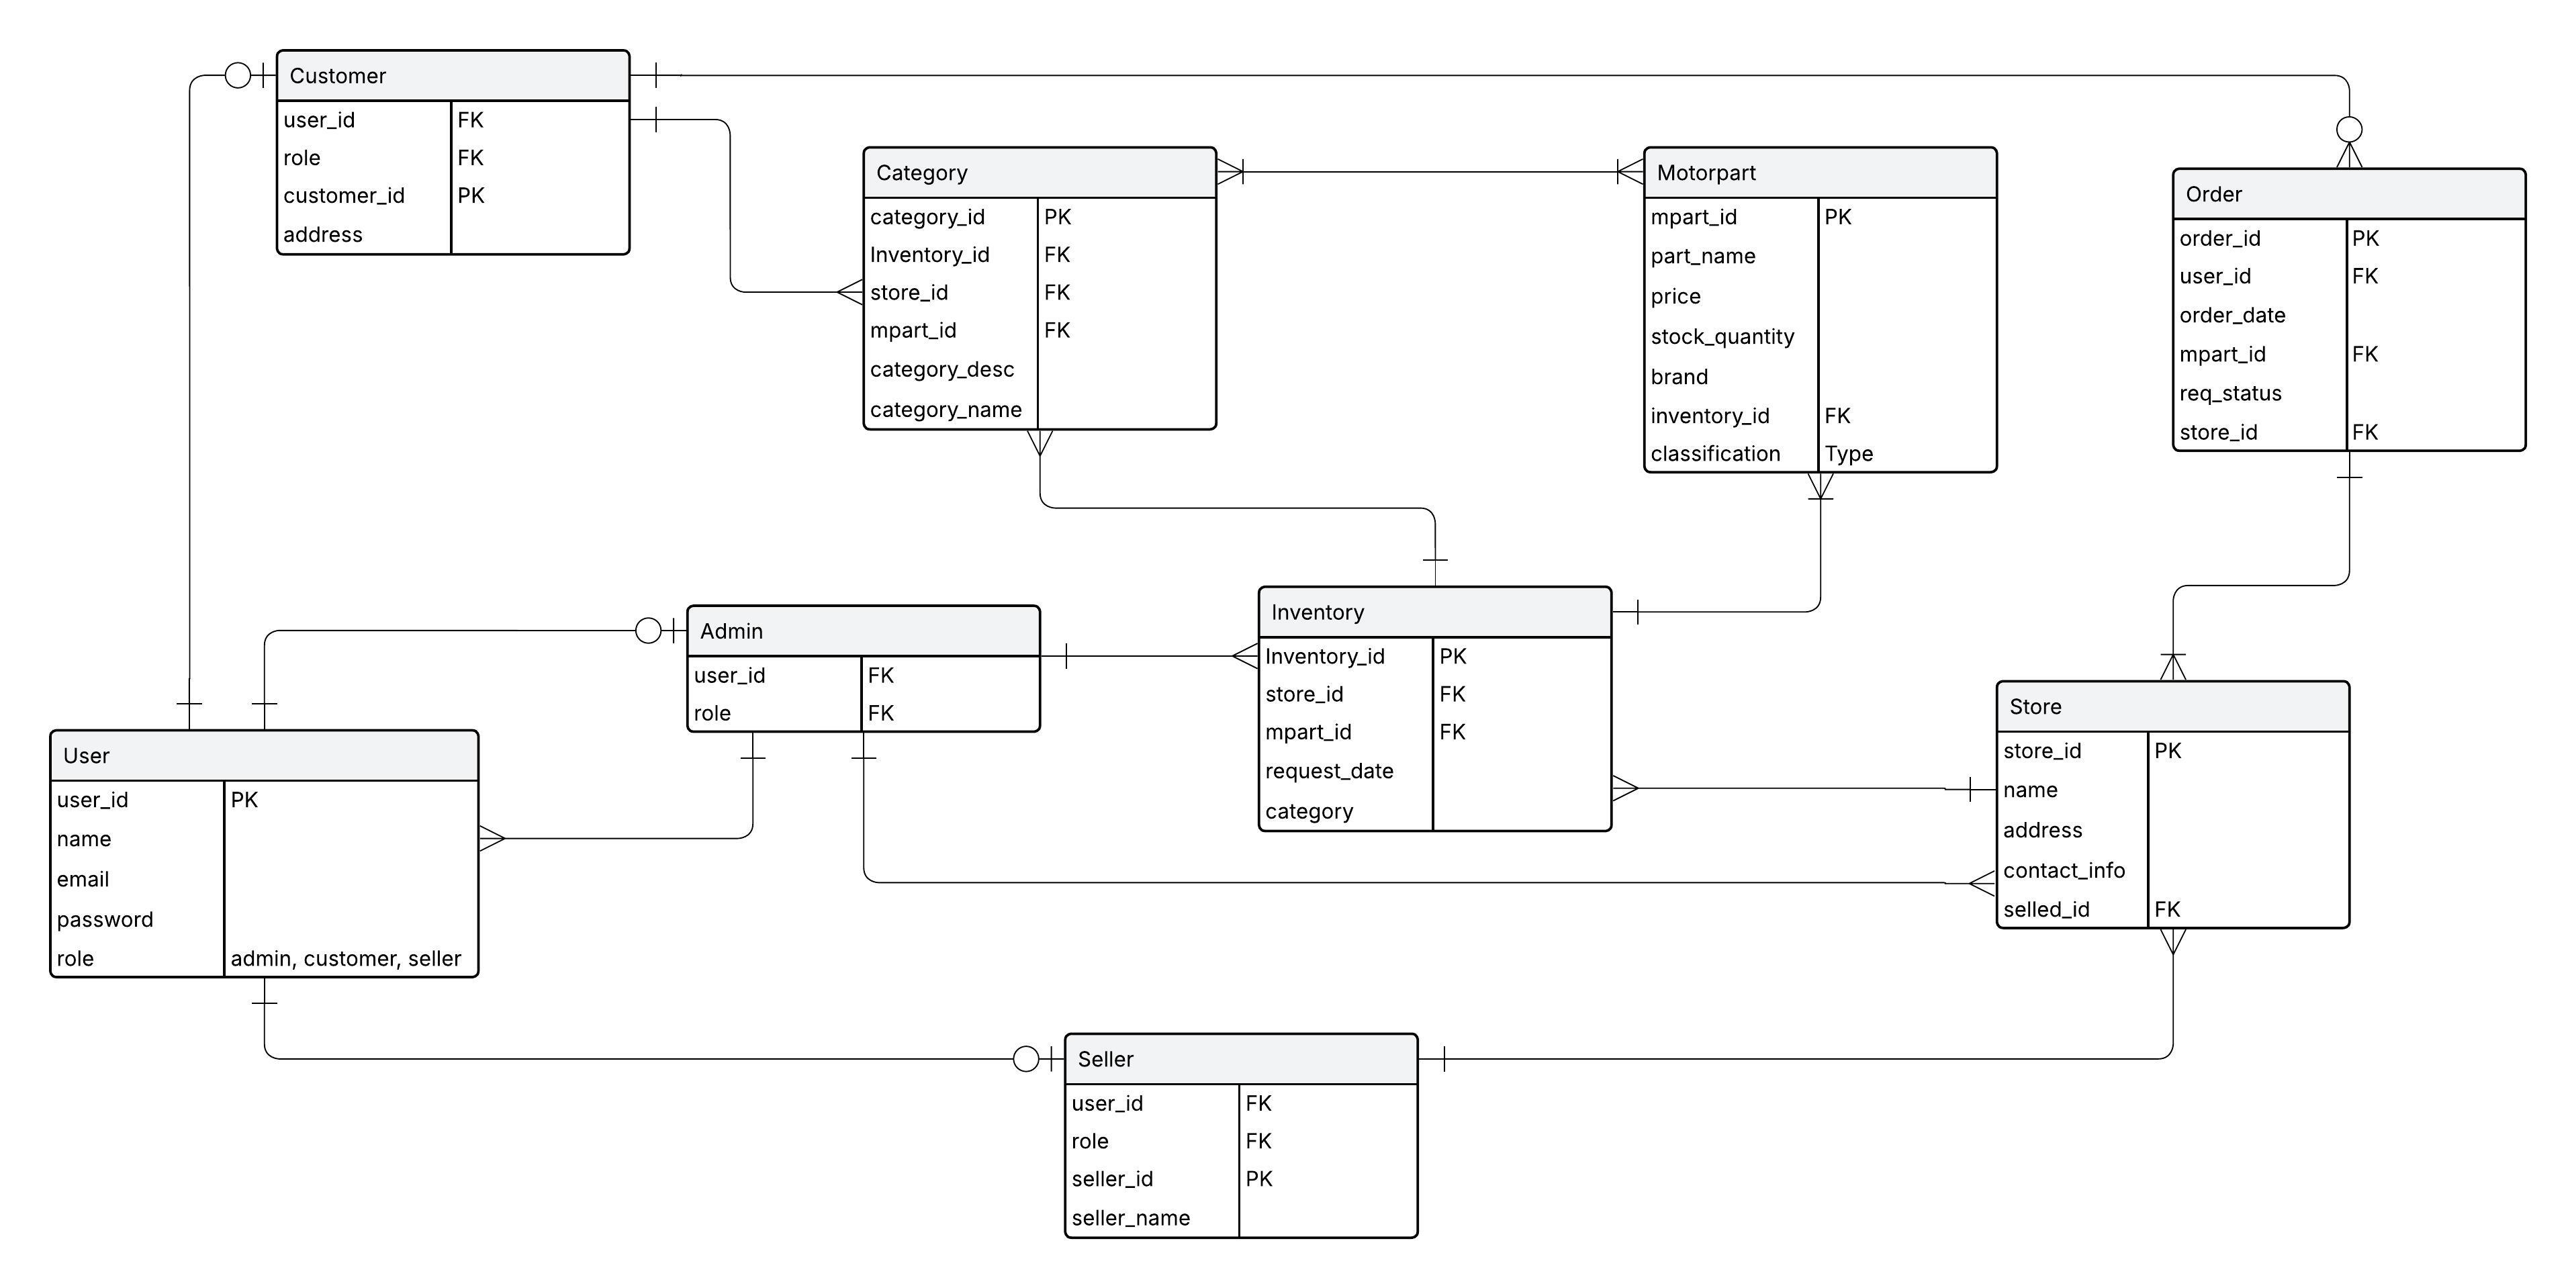 Customer
user_id FK
role FK
customer_id PK
address
Category
category_id PK
Inventory_id FK
store_id FK
mpart_id FK
category_desc
category_name
Motorpart
mpart_id PK
part_name
price
stock_quantity
brand
inventory_id FK
classification Type
Order
order_id PK
user_id FK
order_date
mpart_id FK
req_status
store_id FK
Admin
user_id FK
role FK
Inventory
Inventory_id PK
store_id FK
mpart_id FK
request_date
category
Store
store_id PK
name
address
contact_info
selled_id FK
User
user_id PK
name
email
password
role admin, customer, seller
Seller
user_id FK
role FK
seller_id PK
seller_name